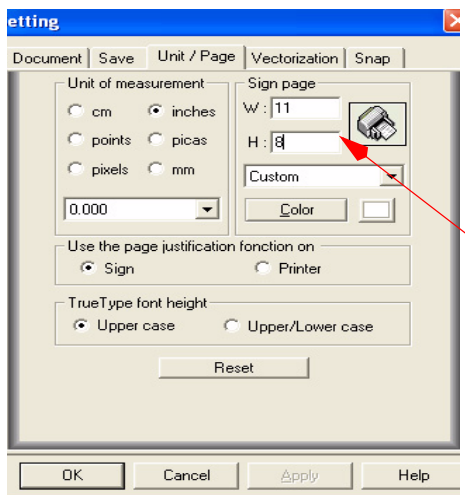 etting
Document Save Unit / Page Vectorization Snap
Unit of measurement Sign page
cm inches W : 11
points picas H : 8
pixels mm Custom
0.000 Color
Use the page justification fonction on
Sign Printer
TrueType font height
Upper case Upper/Lower case
Reset
OK Cancel Apply Help